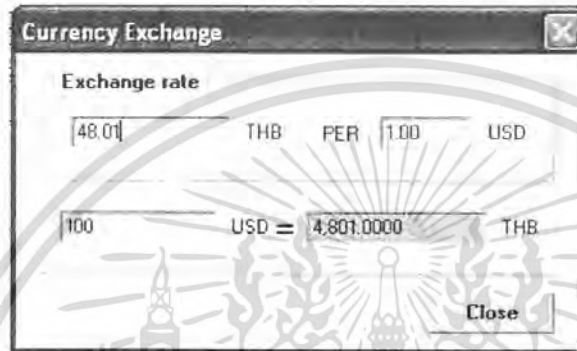 Currency Exchange
Exchange rate
48.01 THB PER 1.00 USD
100 USD = 4,801.0000 THB
Close